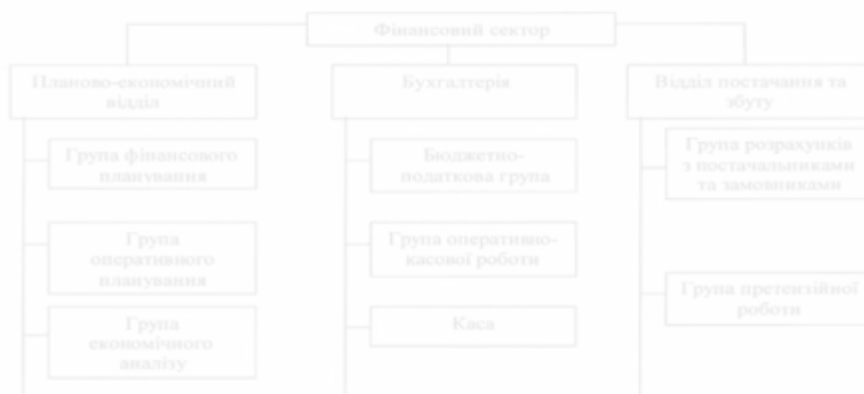 Фінансовий сектор
Планово-економічний
відділ
Бухгалтерія
Відділ постачання та
збуту
Група фінансового
планування
Бюджетно-
податкова група
Група розрахунків
з постачальниками
та замовниками
Група
оперативного
планування
Група оперативно-
касової роботи
Група претензійної
роботи
Група
економічного
аналізу
Каса